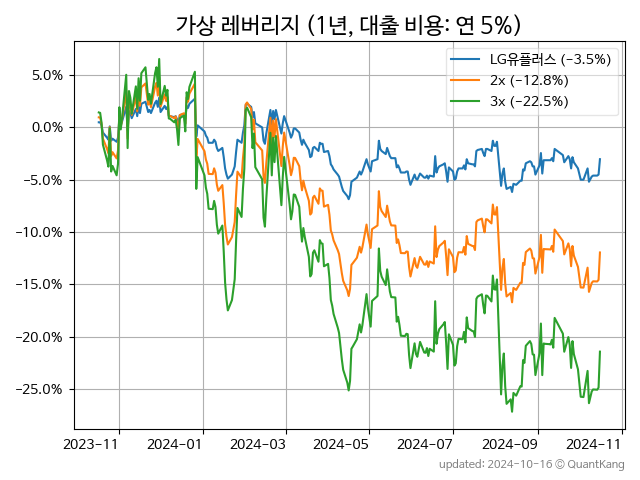 가상 레버리지 (1년, 대출 비용: 연 5%)
LG유플러스 (−3.5%)
2x (−12.8%)
3x (−22.5%)
5.0%
0.0%
−5.0%
−10.0%
−15.0%
−20.0%
−25.0%
2023-11 2024-01 2024-03 2024-05 2024-07 2024-09 2024-11
updated: 2024-10-16 © QuantKang